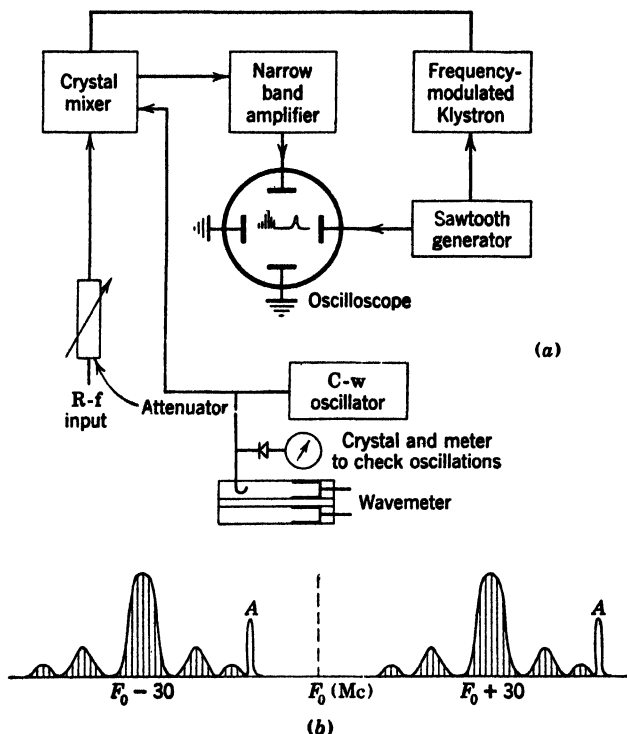 Crystal
mixer
Narrow
band
amplifier
Frequency-
modulated
Klystron
Sawtooth
generator
Oscilloscope
(a)
R-f
input
Attenuator
C-w
oscillator
Crystal and meter
to check oscillations
Wavemeter
A
A
F₀ – 30
F₀ (Mc)
F₀ + 30
(b)